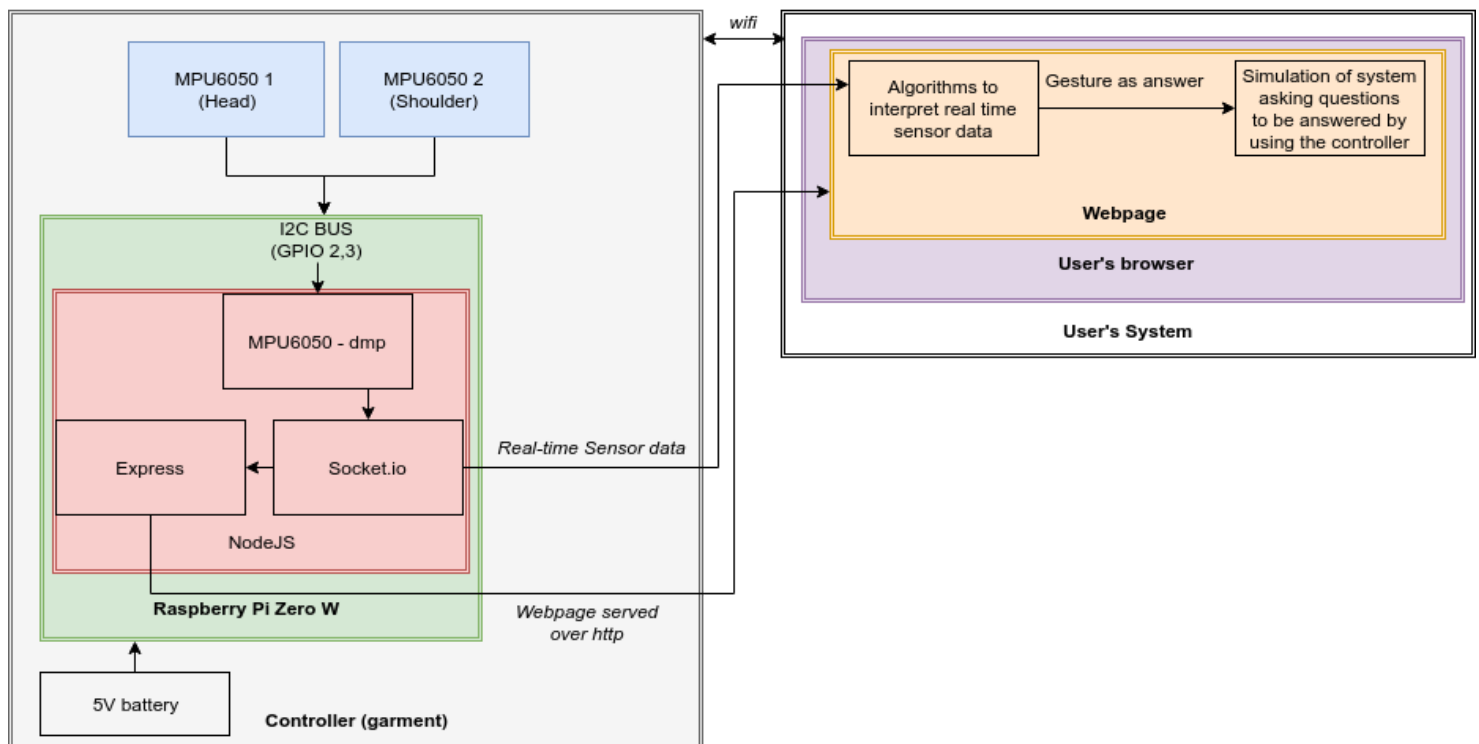 wifi
MPU6050 1
(Head)
MPU6050 2
(Shoulder)
Algorithms to
interpret real time
sensor data
Gesture as answer
Simulation of system
asking questions
to be answered by
using the controller
Webpage
User's browser
User's System
I2C BUS
(GPIO 2,3)
MPU6050 - dmp
Express
Socket.io
Real-time Sensor data
NodeJS
Raspberry Pi Zero W
Webpage served
over http
5V battery
Controller (garment)